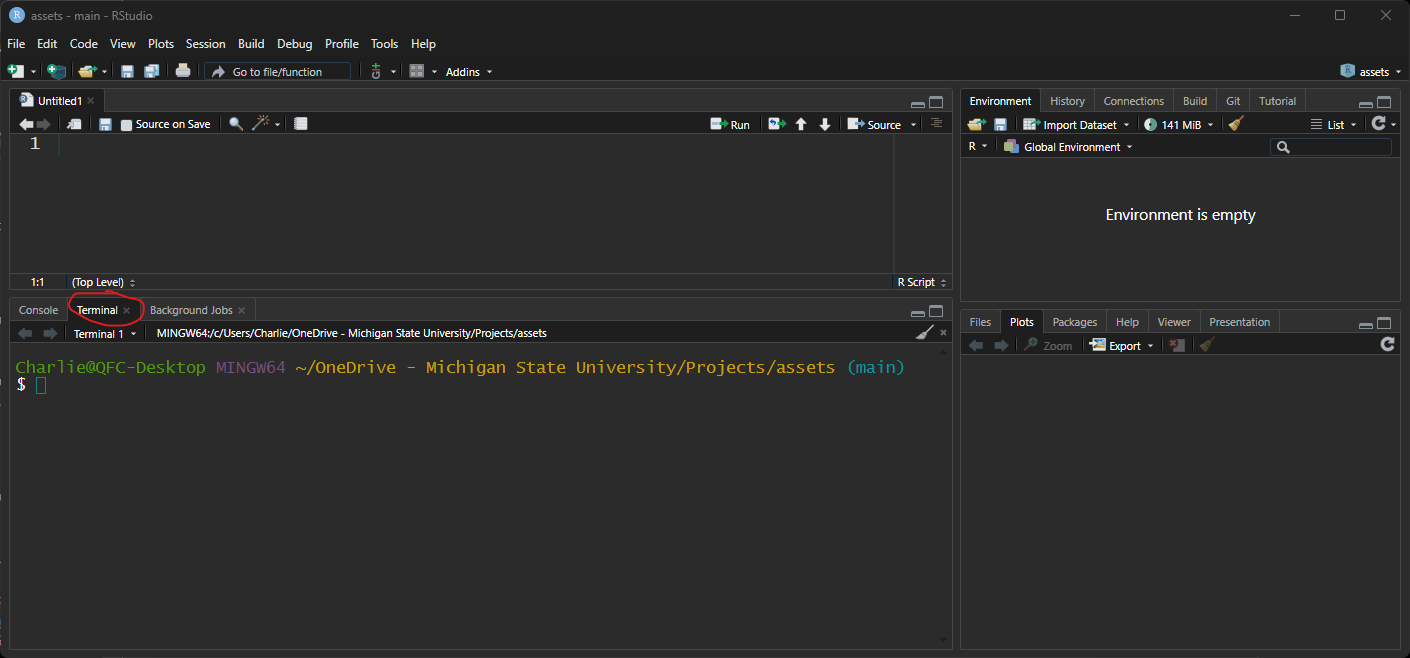 R assets - main - RStudio
File Edit Code View Plots Session Build Debug Profile Tools Help
Go to file/function Addins R assets
Untitled1
Source on Save Run Source
1
1:1 (Top Level) R Script
Console Terminal Background Jobs
Terminal 1 MINGW64:/c/Users/Charlie/OneDrive - Michigan State University/Projects/assets
Charlie@QFC-Desktop MINGW64 ~/OneDrive - Michigan State University/Projects/assets (main)
$
Environment History Connections Build Git Tutorial
Import Dataset 141 MiB List
R Global Environment
Environment is empty
Files Plots Packages Help Viewer Presentation
Zoom Export